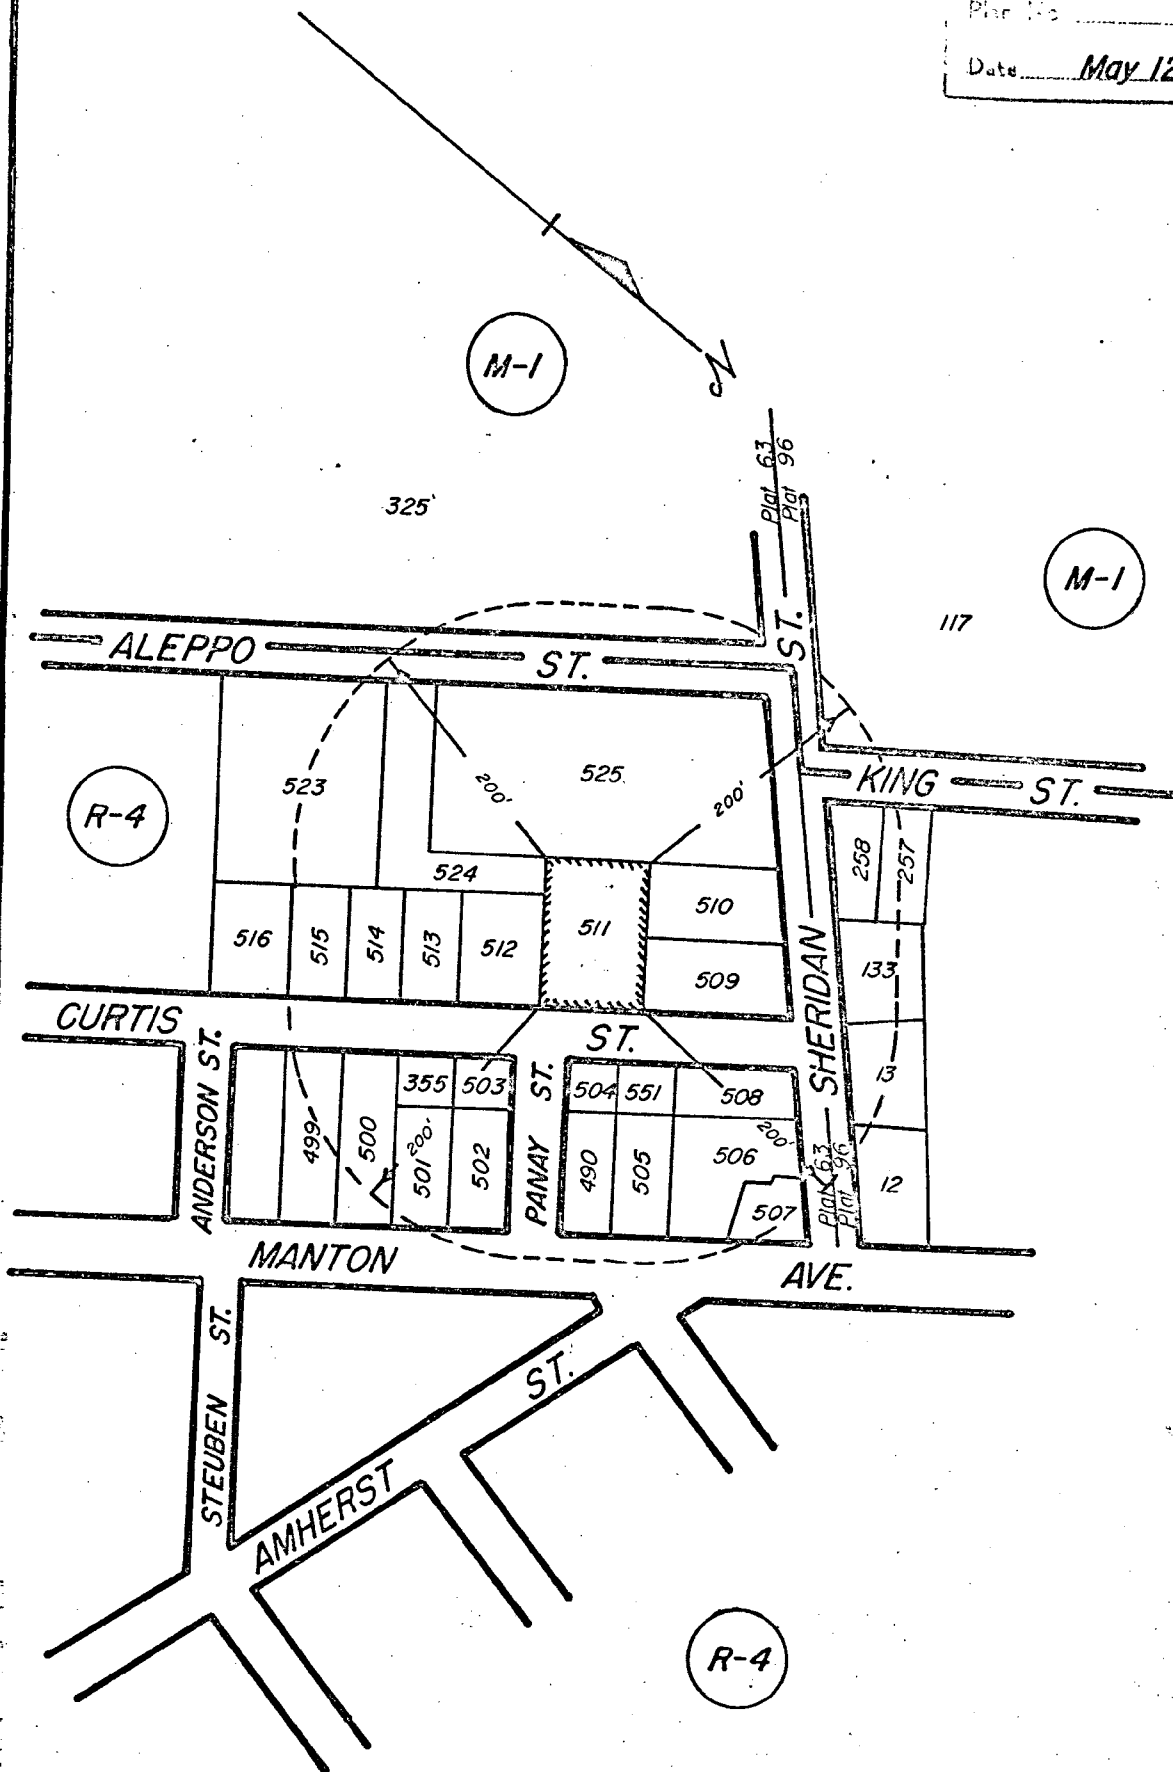 Plan No
Date May 12
N
M-1
Plat 63
Plat 96
325
M-1
117
ALEPPO ST.
ST.
523
525
200'
200'
KING ST.
R-4
258
257
524
510
516
515
514
513
512
511
509
133
SHERIDAN
CURTIS ST.
13
ANDERSON ST.
PANAY ST.
355
503
504
551
508
499
500
200'
501
502
490
505
506
200'
507
Plat 63
Plat 96
12
MANTON AVE.
STEUBEN ST.
AMHERST ST.
R-4